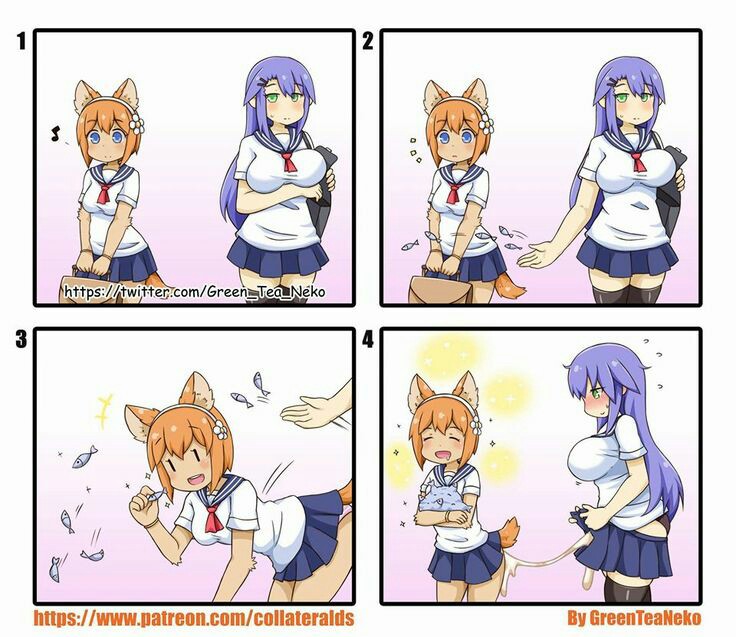 1
2
https://twitter.com/Green_Tea_Neko
3
4
https://www.patreon.com/collateralds
By GreenTeaNeko